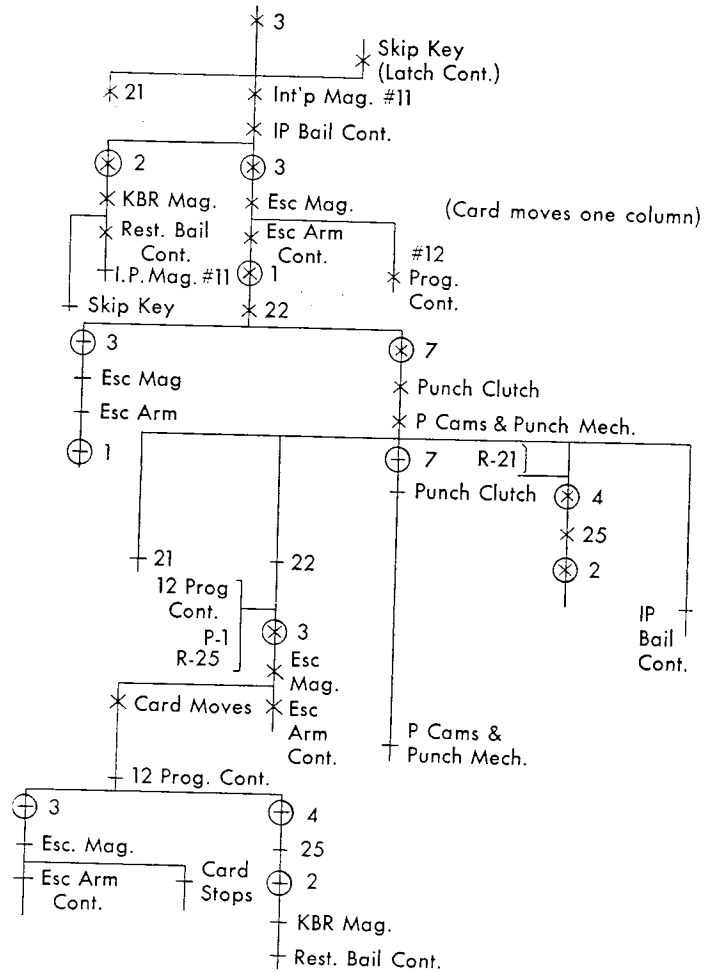 3
Skip Key
(Latch Cont.)
21
Int'p Mag. #11
IP Bail Cont.
2
3
KBR Mag.
Esc Mag.
(Card moves one column)
Rest. Bail
Cont.
Esc Arm
Cont.
#12
Prog.
Cont.
I.P. Mag. #11
1
Skip Key
22
3
7
Esc Mag
Punch Clutch
Esc Arm
P Cams & Punch Mech.
1
7
R-21
Punch Clutch
4
25
21
22
2
12 Prog
Cont.
P-1
R-25
3
IP
Bail
Cont.
Esc
Mag.
Card Moves
Esc
Arm
Cont.
P Cams &
Punch Mech.
12 Prog. Cont.
3
4
Esc. Mag.
25
Esc Arm
Cont.
Card
Stops
2
KBR Mag.
Rest. Bail Cont.